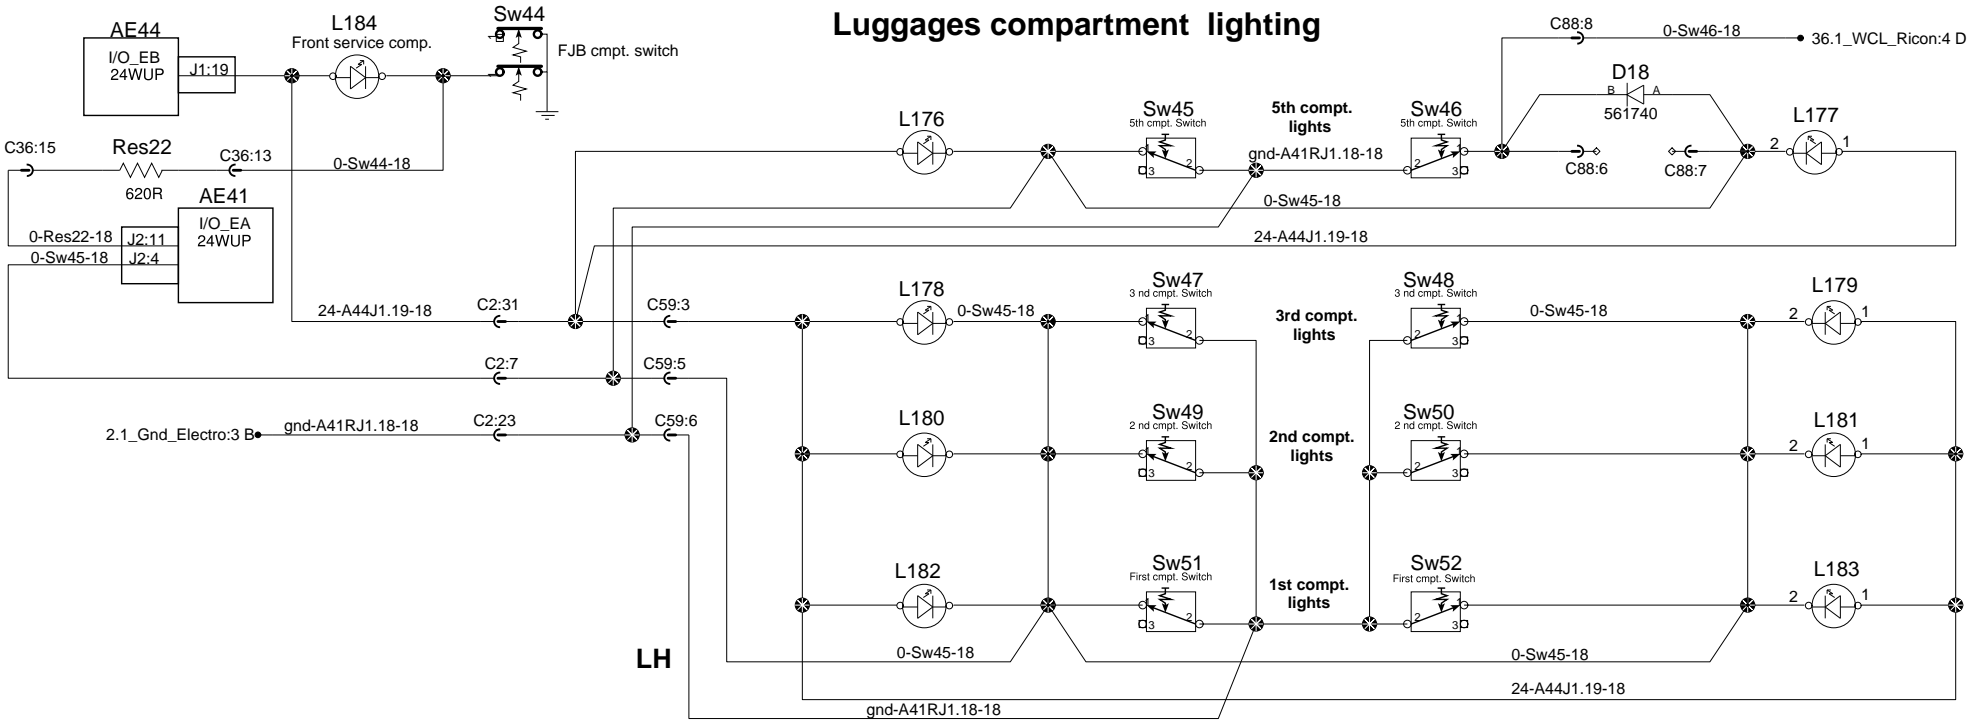 Luggages compartment lighting
AE44
I/O_EB
24WUP
J1:19
L184
Front service comp.
Sw44
FJB cmpt. switch
C36:15
Res22
620R
C36:13
0-Sw44-18
AE41
I/O_EA
24WUP
J2:11
J2:4
0-Res22-18
0-Sw45-18
24-A44J1.19-18
C2:31
C59:3
C2:7
C59:5
2.1_Gnd_Electro:3 B
gnd-A41RJ1.18-18
C2:23
C59:6
L176
Sw45
5th cmpt. Switch
1
2
3
5th compt.
lights
gnd-A41RJ1.18-18
Sw46
5th cmpt. Switch
1
2
3
C88:8
0-Sw46-18
36.1_WCL_Ricon:4 D
D18
B
A
561740
C88:6
C88:7
L177
2
1
0-Sw45-18
24-A44J1.19-18
L178
0-Sw45-18
Sw47
3 nd cmpt. Switch
1
2
3
3rd compt.
lights
Sw48
3 nd cmpt. Switch
1
2
3
0-Sw45-18
L179
2
1
L180
Sw49
2 nd cmpt. Switch
1
2
3
2nd compt.
lights
Sw50
2 nd cmpt. Switch
1
2
3
L181
2
1
L182
Sw51
First cmpt. Switch
1
2
3
1st compt.
lights
Sw52
First cmpt. Switch
1
2
3
L183
2
1
LH
0-Sw45-18
0-Sw45-18
24-A44J1.19-18
gnd-A41RJ1.18-18